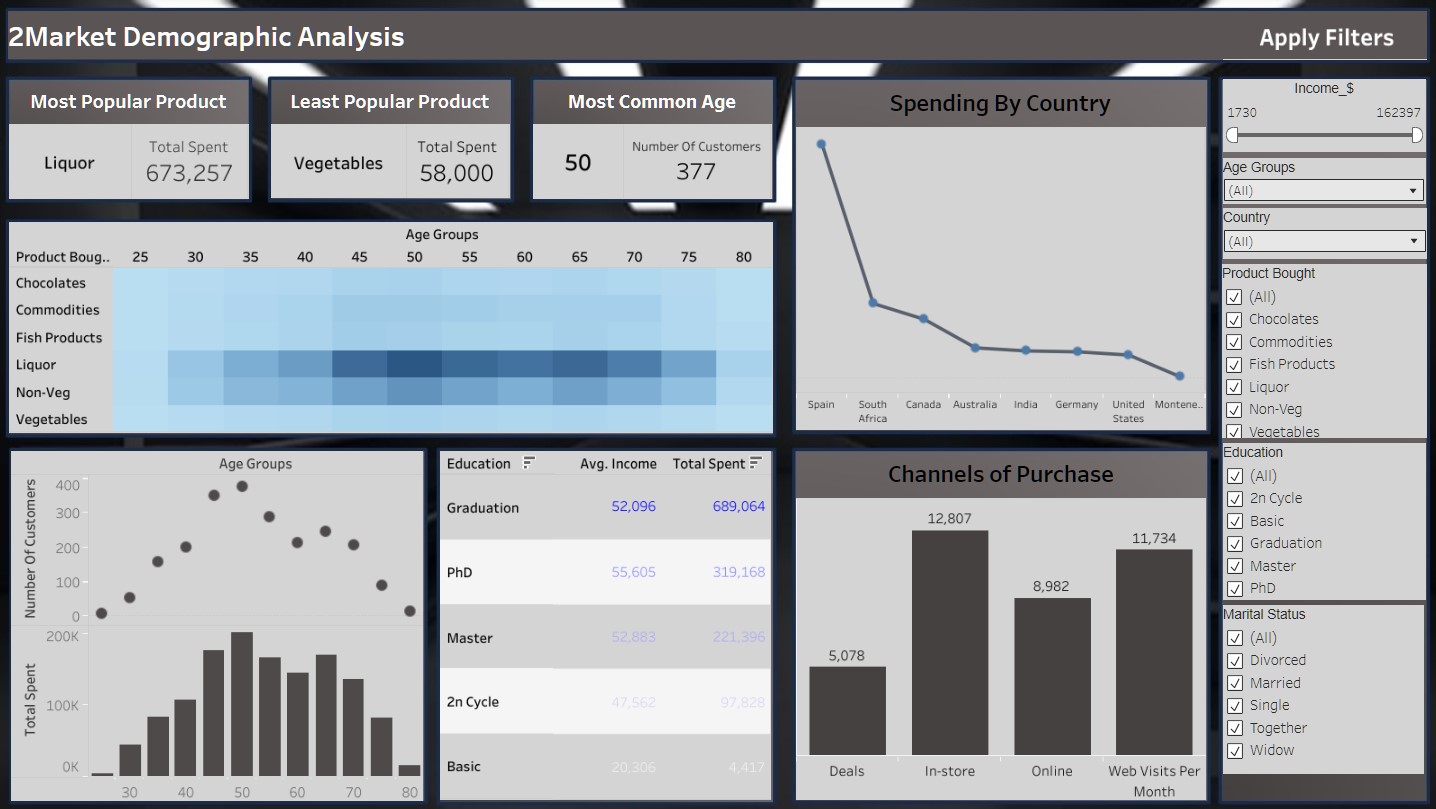 2Market Demographic Analysis
Apply Filters
Most Popular Product
Liquor
Total Spent
673,257
Least Popular Product
Vegetables
Total Spent
58,000
Most Common Age
50
Number Of Customers
377
Age Groups
Product Boug.. 25 30 35 40 45 50 55 60 65 70 75 80
Chocolates
Commodities
Fish Products
Liquor
Non-Veg
Vegetables
Age Groups
Number Of Customers
400
300
200
100
0
Total Spent
200K
100K
0K
30 40 50 60 70 80
Education Avg. Income Total Spent
Graduation 52,096 689,064
PhD 55,605 319,168
Master 52,883 221,396
2n Cycle 47,562 97,828
Basic 20,306 4,417
Spending By Country
Spain South Africa Canada Australia India Germany United States Montene..
Channels of Purchase
5,078
12,807
8,982
11,734
Deals In-store Online Web Visits Per Month
Income_$
1730 162397
Age Groups
(All)
Country
(All)
Product Bought
(All)
Chocolates
Commodities
Fish Products
Liquor
Non-Veg
Vegetables
Education
(All)
2n Cycle
Basic
Graduation
Master
PhD
Marital Status
(All)
Divorced
Married
Single
Together
Widow